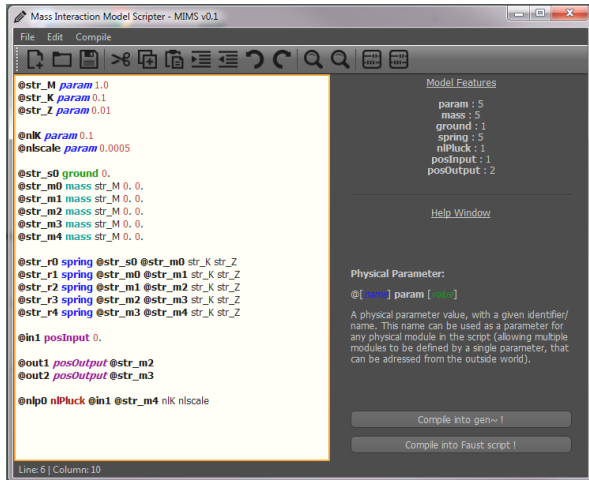 Mass Interaction Model Scripter - MIMS v0.1
File Edit Compile
@str_M param 1.0
@str_K param 0.1
@str_Z param 0.01
@nlK param 0.1
@nlscale param 0.0005
@str_s0 ground 0.
@str_m0 mass str_M 0. 0.
@str_m1 mass str_M 0. 0.
@str_m2 mass str_M 0. 0.
@str_m3 mass str_M 0. 0.
@str_m4 mass str_M 0. 0.
@str_r0 spring @str_s0 @str_m0 str_K str_Z
@str_r1 spring @str_m0 @str_m1 str_K str_Z
@str_r2 spring @str_m1 @str_m2 str_K str_Z
@str_r3 spring @str_m2 @str_m3 str_K str_Z
@str_r4 spring @str_m3 @str_m4 str_K str_Z
@in1 posInput 0.
@out1 posOutput @str_m2
@out2 posOutput @str_m3
@nlp0 nlPluck @in1 @str_m4 nlK nlscale
Model Features
param : 5
mass : 5
ground : 1
spring : 5
nlPluck : 1
posInput : 1
posOutput : 2
Help Window
Physical Parameter:
@[name] param [value]
A physical parameter value, with a given identifier/
name. This name can be used as a parameter for
any physical module in the script (allowing multiple
modules to be defined by a single parameter, that
can be adressed from the outside world).
Compile into gen~ !
Compile into Faust script !
Line: 6 | Column: 10